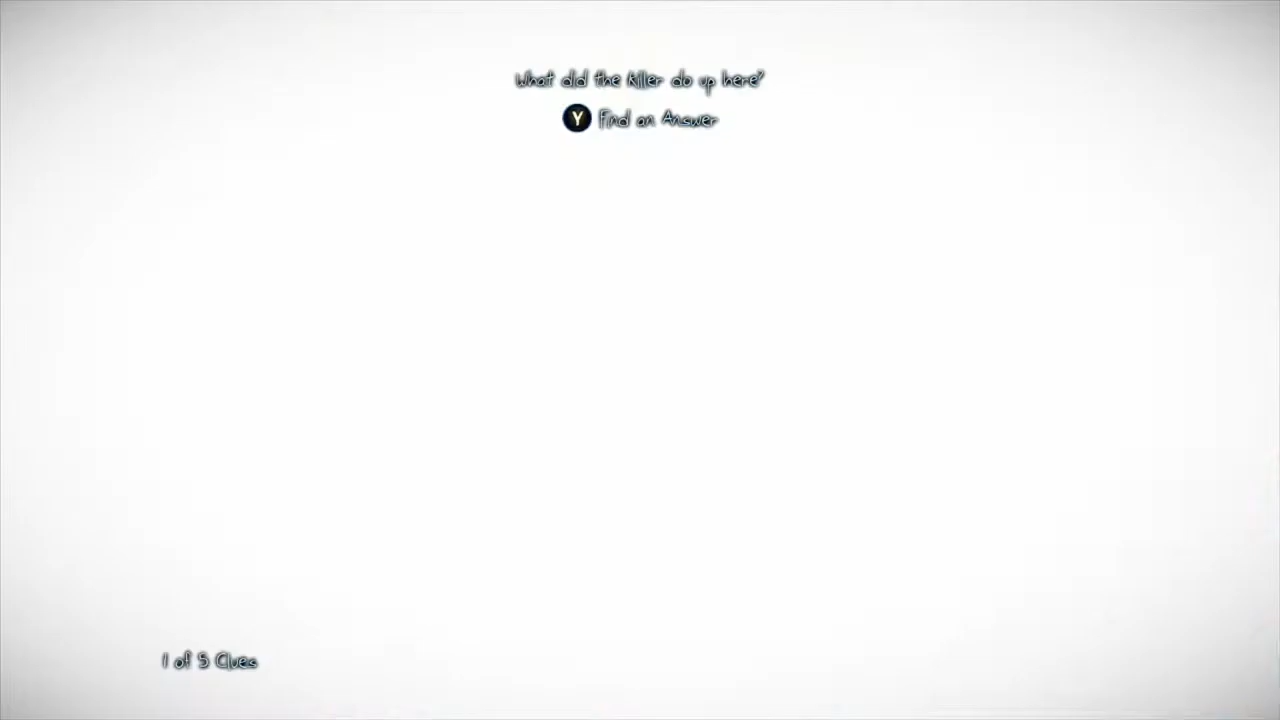 What did the killer do up here?
Y Find an Answer
1 of 5 Clues